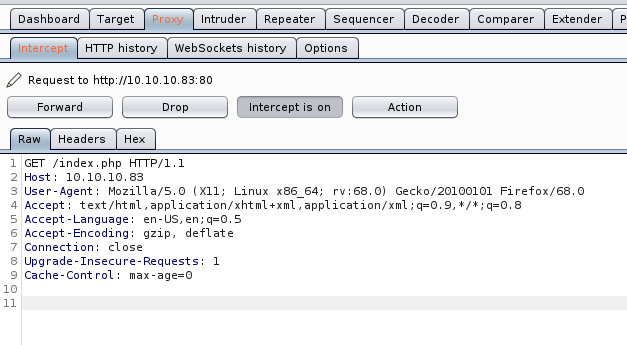 Dashboard Target Proxy Intruder Repeater Sequencer Decoder Comparer Extender P
Intercept HTTP history WebSockets history Options
Request to http://10.10.10.83:80
Forward Drop Intercept is on Action
Raw Headers Hex
1 GET /index.php HTTP/1.1
2 Host: 10.10.10.83
3 User-Agent: Mozilla/5.0 (X11; Linux x86_64; rv:68.0) Gecko/20100101 Firefox/68.0
4 Accept: text/html,application/xhtml+xml,application/xml;q=0.9,*/*;q=0.8
5 Accept-Language: en-US,en;q=0.5
6 Accept-Encoding: gzip, deflate
7 Connection: close
8 Upgrade-Insecure-Requests: 1
9 Cache-Control: max-age=0
10
11